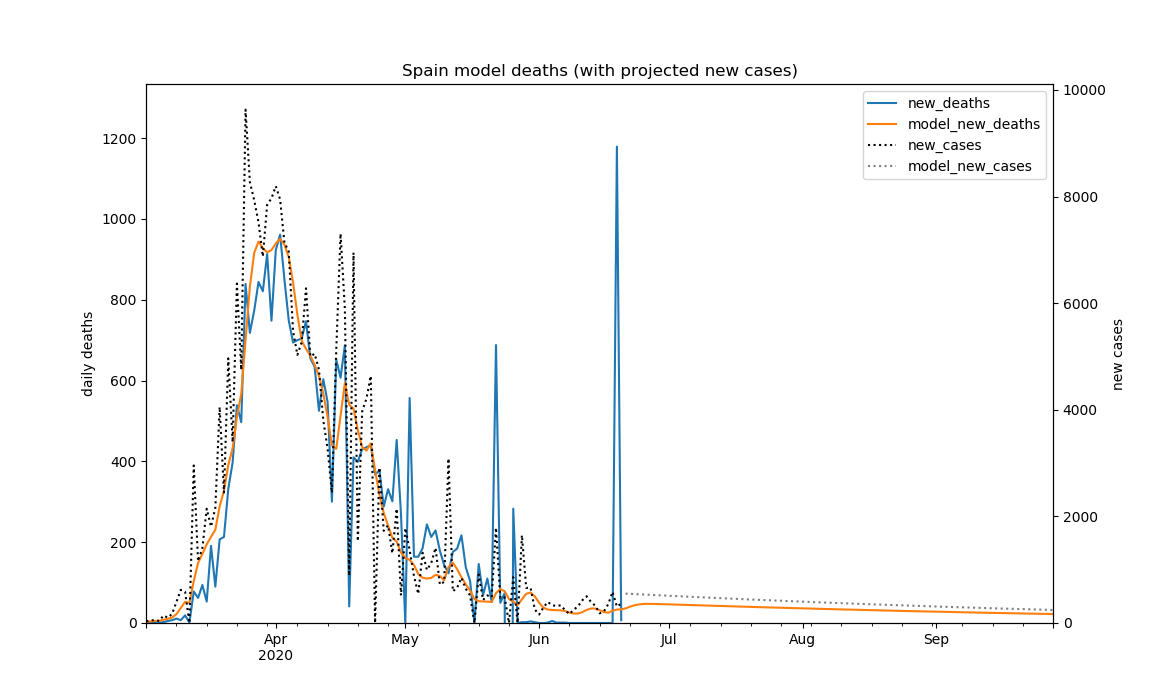 Spain model deaths (with projected new cases)
new_deaths
model_new_deaths
new_cases
model_new_cases
daily deaths
new cases
1200
1000
800
600
400
200
0
10000
8000
6000
4000
2000
0
Apr
2020
May
Jun
Jul
Aug
Sep